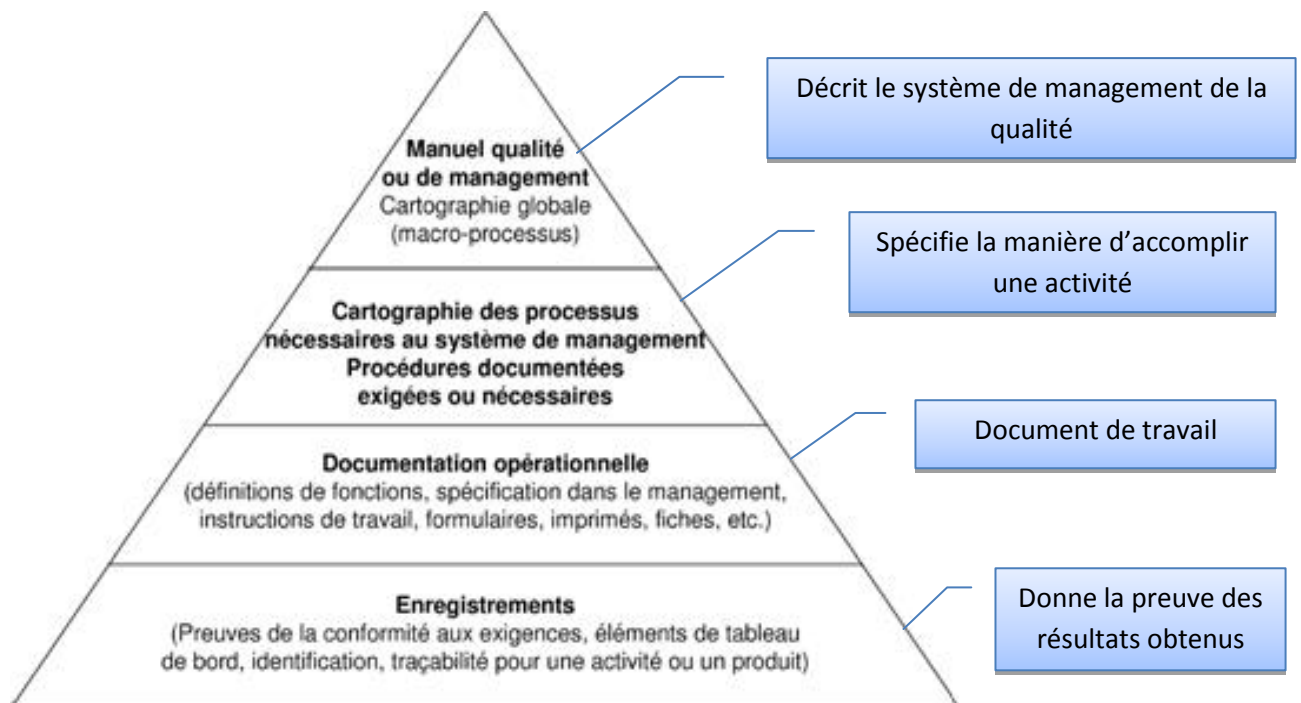 Manuel qualité
ou de management
Cartographie globale
(macro-processus)
Décrit le système de management de la
qualité
Cartographie des processus
nécessaires au système de management
Procédures documentées
exigées ou nécessaires
Spécifie la manière d’accomplir
une activité
Documentation opérationnelle
(définitions de fonctions, spécification dans le management,
instructions de travail, formulaires, imprimés, fiches, etc.)
Document de travail
Enregistrements
(Preuves de la conformité aux exigences, éléments de tableau
de bord, identification, traçabilité pour une activité ou un produit)
Donne la preuve des
résultats obtenus